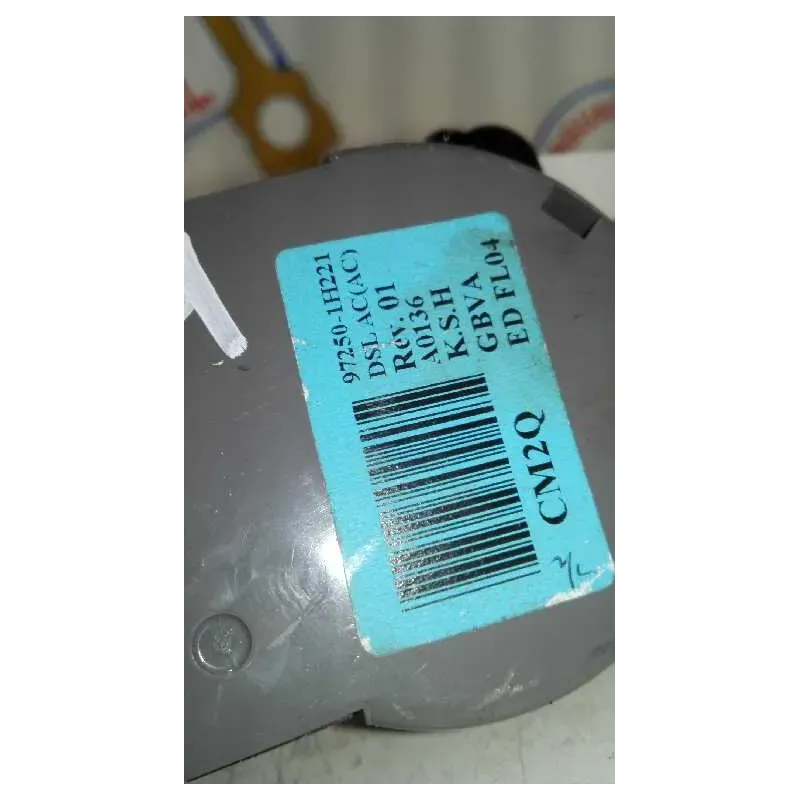 97250-1H221
DSL AC(AC)
Rev. 01
A0136
K.S.H
GBVA
ED FL04
CM2Q